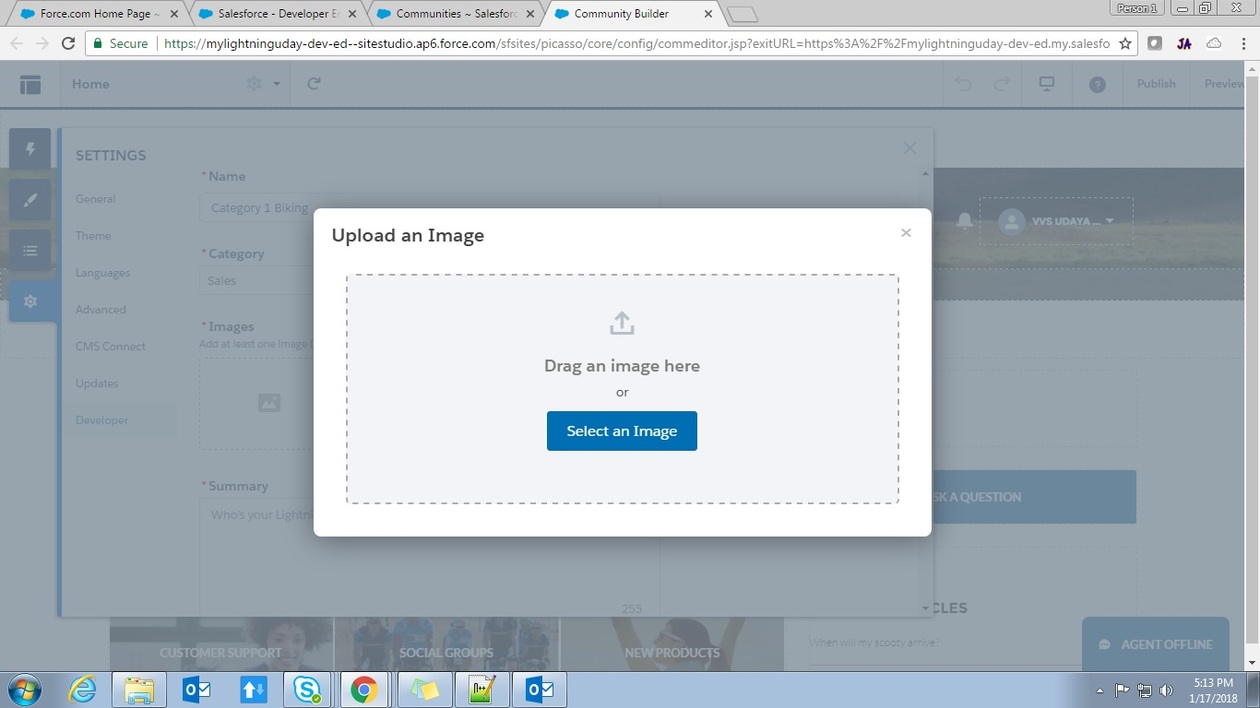 Force.com Home Page ~
Salesforce - Developer E
Communities ~ Salesforc
Community Builder
Person 1
Secure
https://mylightninguday-dev-ed--sitestudio.ap6.force.com/sfsites/picasso/core/config/commeditor.jsp?exitURL=https%3A%2F%2Fmylightninguday-dev-ed.my.salesfo
JA
Home
?
Publish
Preview
SETTINGS
General
Theme
Languages
Advanced
CMS Connect
Updates
Developer
* Name
Category 1 Biking
* Category
Sales
* Images
Add at least one image
* Summary
Who's your Lightni
255
Upload an Image
Drag an image here
or
Select an Image
VVS UDAYA ...
SK A QUESTION
CLES
When will my scooty arrive?
CUSTOMER SUPPORT
SOCIAL GROUPS
NEW PRODUCTS
AGENT OFFLINE
5:13 PM
1/17/2018